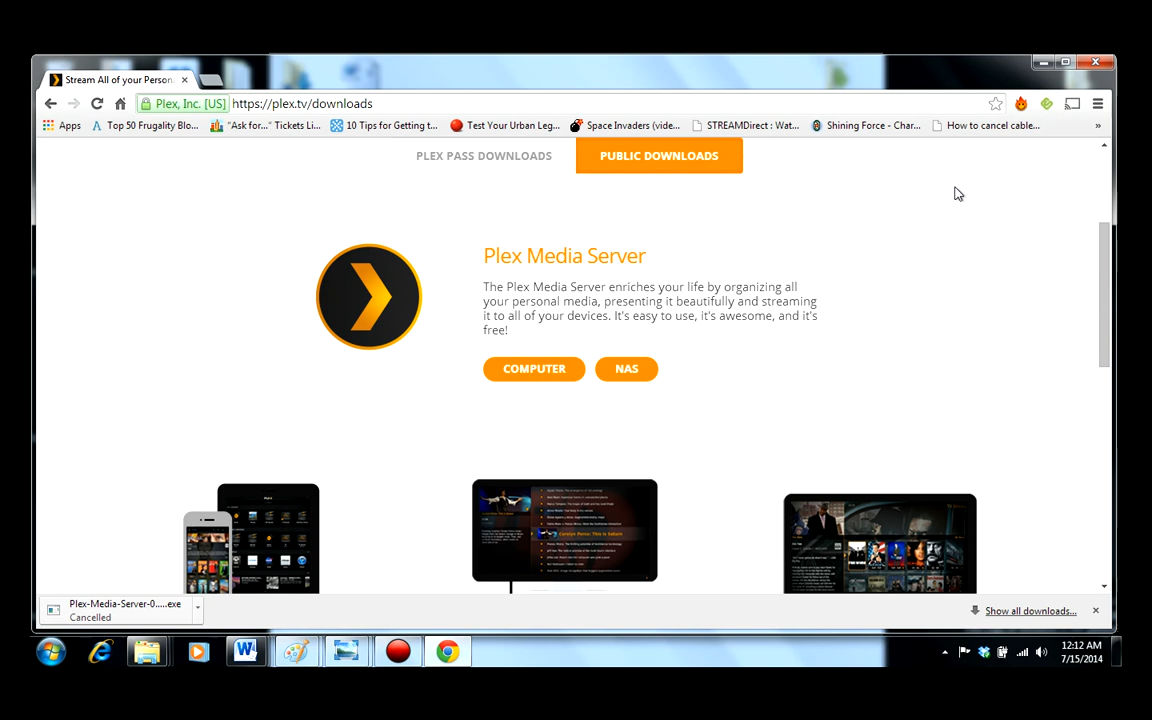 Stream All of your Person
Plex, Inc. [US] https://plex.tv/downloads
Apps Top 50 Frugality Blo... "Ask for..." Tickets Li... 10 Tips for Getting t... Test Your Urban Leg... Space Invaders (vide... STREAMDirect : Wat... Shining Force - Char... How to cancel cable... »
PLEX PASS DOWNLOADS PUBLIC DOWNLOADS
Plex Media Server
The Plex Media Server enriches your life by organizing all
your personal media, presenting it beautifully and streaming
it to all of your devices. It's easy to use, it's awesome, and it's
free!
COMPUTER NAS
Carolyn Porco: This is Saturn
Plex-Media-Server-0.....exe
Cancelled
Show all downloads...
12:12 AM
7/15/2014